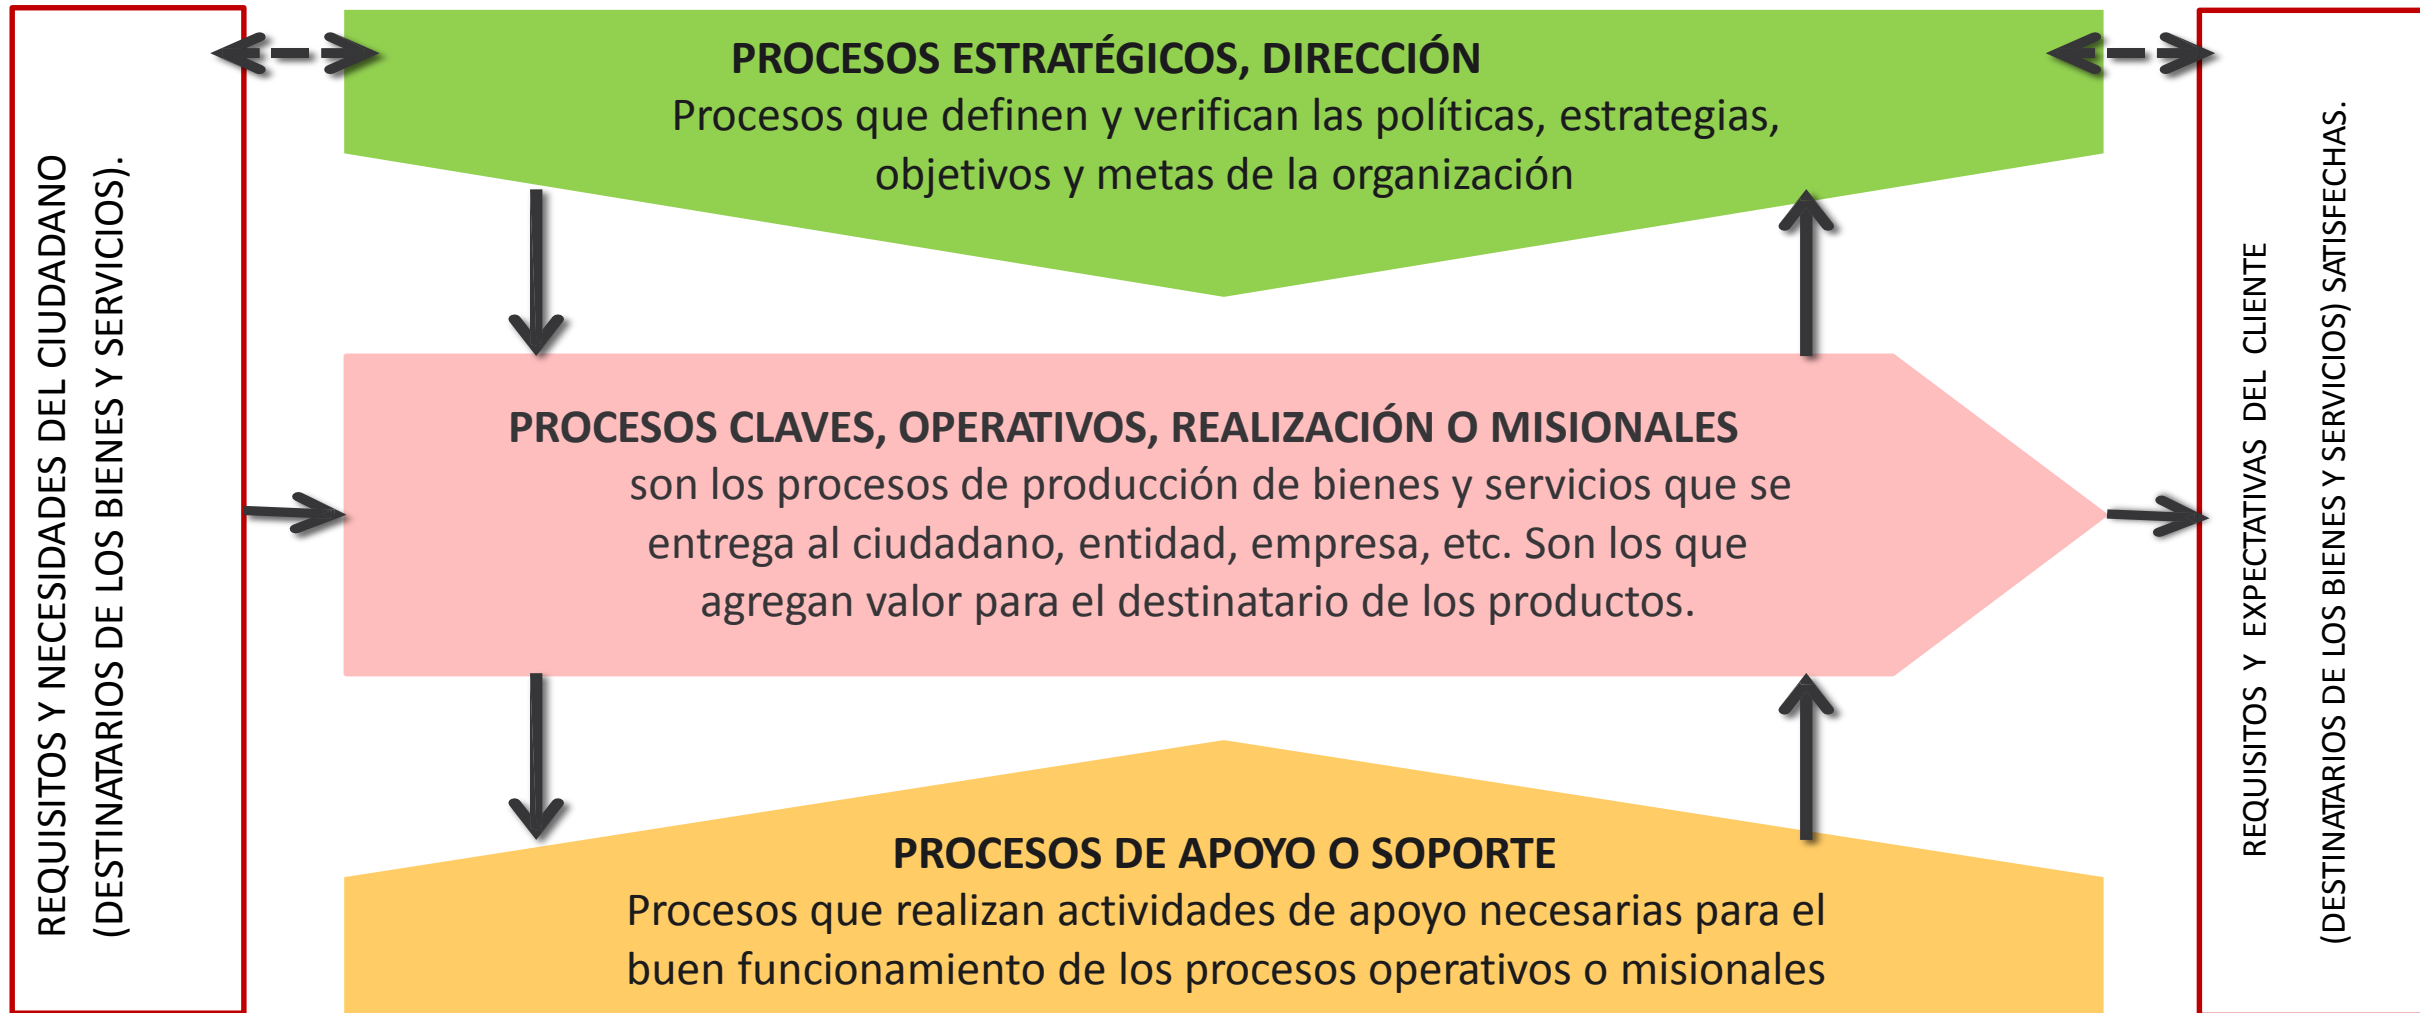 REQUISITOS Y NECESIDADES DEL CIUDADANO
(DESTINATARIOS DE LOS BIENES Y SERVICIOS).
PROCESOS ESTRATÉGICOS, DIRECCIÓN
Procesos que definen y verifican las políticas, estrategias,
objetivos y metas de la organización
PROCESOS CLAVES, OPERATIVOS, REALIZACIÓN O MISIONALES
son los procesos de producción de bienes y servicios que se
entrega al ciudadano, entidad, empresa, etc. Son los que
agregan valor para el destinatario de los productos.
PROCESOS DE APOYO O SOPORTE
Procesos que realizan actividades de apoyo necesarias para el
buen funcionamiento de los procesos operativos o misionales
REQUISITOS Y EXPECTATIVAS DEL CLIENTE
(DESTINATARIOS DE LOS BIENES Y SERVICIOS) SATISFECHAS.